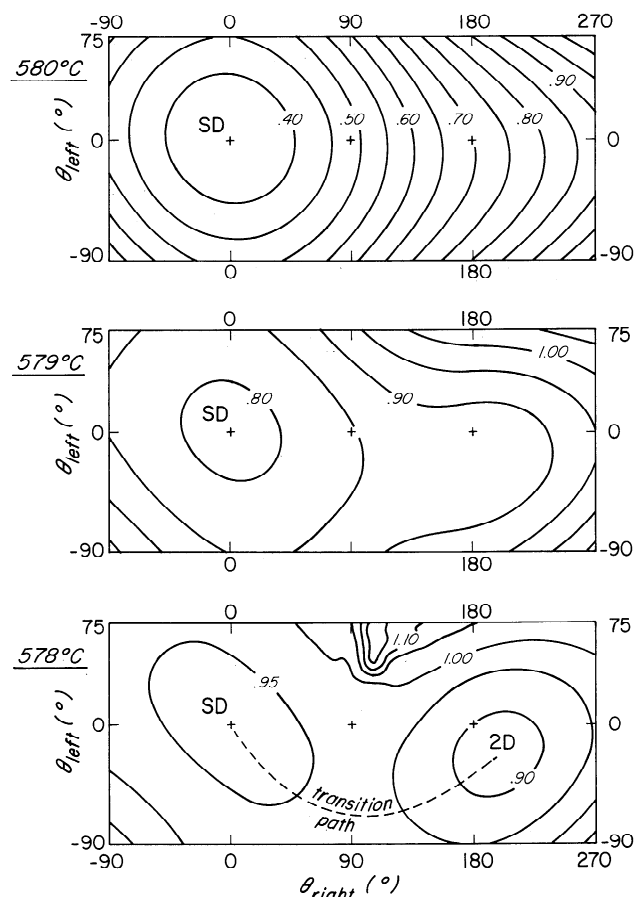 -90 0 90 180 270
75 75
580°C
.90
SD .40 .50 .60 .70 .80
θleft (°) 0 0
-90 -90
0 180
0 180
75 75
579°C 1.00
SD .80 .90
θleft (°) 0 0
-90 -90
0 180
0 180
75 75
578°C 1.10 1.00
.95
SD
θleft (°) 0 0
2D
.90
transition
path
-90 -90
-90 0 90 180 270
θright (°)